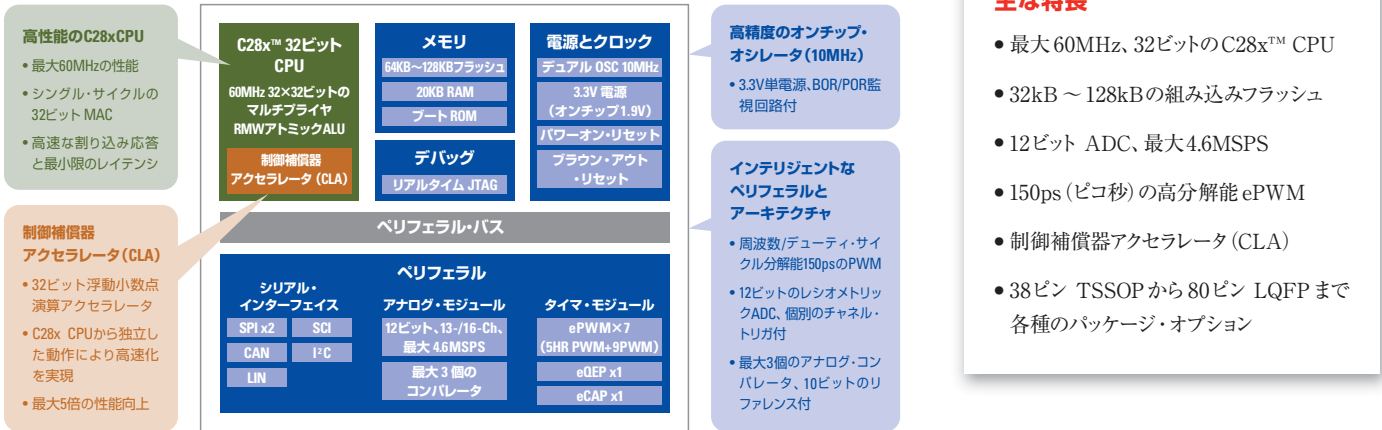 高性能のC28xCPU
• 最大60MHzの性能
• シングル・サイクルの
32ビット MAC
• 高速な割り込み応答
と最小限のレイテンシ
制御補償器
アクセラレータ(CLA)
• 32ビット浮動小数点
演算アクセラレータ
• C28x CPUから独立し
た動作により高速化
を実現
• 最大5倍の性能向上
C28x™ 32ビット
CPU
60MHz 32×32ビットの
マルチプライヤ
RMWアトミックALU
制御補償器
アクセラレータ (CLA)
メモリ
64KB~128KBフラッシュ
20KB RAM
ブート ROM
デバッグ
リアルタイム JTAG
電源とクロック
デュアル OSC 10MHz
3.3V 電源
(オンチップ1.9V)
パワーオン・リセット
ブラウン・アウト
・リセット
ペリフェラル・バス
ペリフェラル
シリアル・
インターフェイス
SPI x2 SCI
CAN I²C
LIN
アナログ・モジュール
12ビット、13-/16-Ch、
最大 4.6MSPS
最大 3 個の
コンパレータ
タイマ・モジュール
ePWM×7
(5HR PWM+9PWM)
eQEP x1
eCAP x1
高精度のオンチップ・
オシレータ(10MHz)
• 3.3V単電源、BOR/POR監
視回路付
インテリジェントな
ペリフェラルと
アーキテクチャ
• 周波数/デューティ・サイ
クル分解能150psのPWM
• 12ビットのレシオメトリッ
クADC、個別のチャネル・
トリガ付
• 最大3個のアナログ・コン
パレータ、10ビットのリ
ファレンス付
主な特長
• 最大60MHz、32ビットのC28x™ CPU
• 32kB ~ 128kBの組み込みフラッシュ
• 12ビット ADC、最大4.6MSPS
• 150ps(ピコ秒)の高分解能 ePWM
• 制御補償器アクセラレータ(CLA)
• 38ピン TSSOPから80ピン LQFPまで
各種のパッケージ・オプション